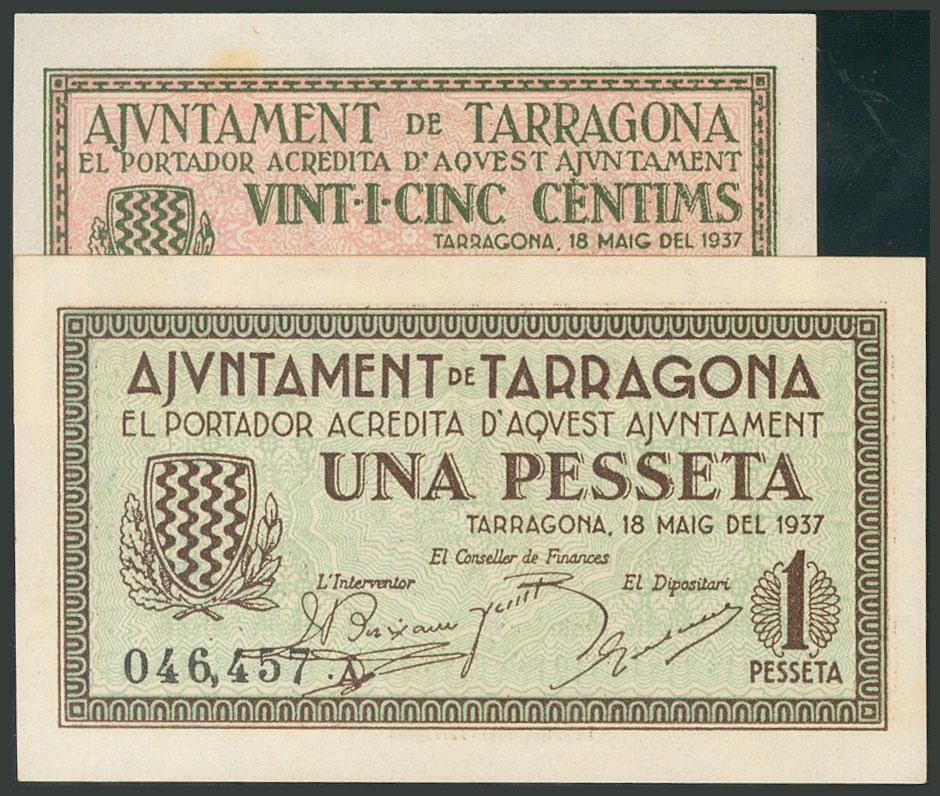 AJVNTAMENT DE TARRAGONA
EL PORTADOR ACREDITA D'AQVEST AJVNTAMENT
VINT·I·CINC CÈNTIMS
TARRAGONA, 18 MAIG DEL 1937
AJVNTAMENT DE TARRAGONA
EL PORTADOR ACREDITA D'AQVEST AJVNTAMENT
UNA PESSETA
TARRAGONA, 18 MAIG DEL 1937
El Conseller de Finances
L'Interventor El Dipositari
1
046,457·A PESSETA